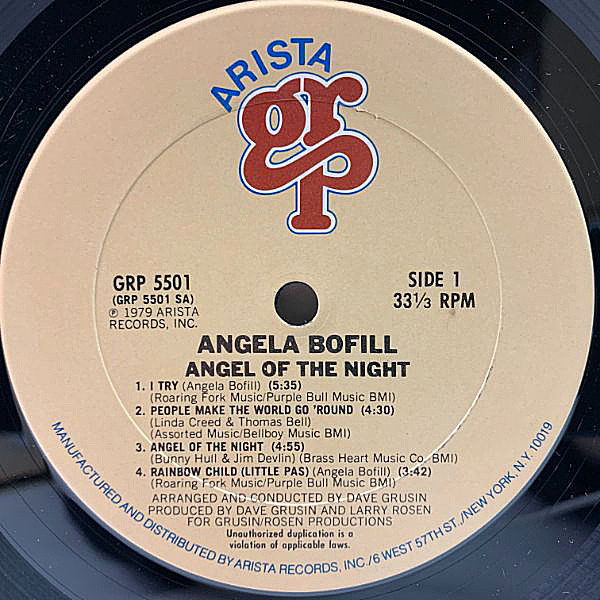 ARISTA
grp
GRP 5501
(GRP 5501 SA)
℗ 1979 ARISTA
RECORDS, INC.
SIDE 1
33⅓ RPM
ANGELA BOFILL
ANGEL OF THE NIGHT
1. I TRY (Angela Bofill) (5:35)
(Roaring Fork Music/Purple Bull Music BMI)
2. PEOPLE MAKE THE WORLD GO 'ROUND (4:30)
(Linda Creed & Thomas Bell)
(Assorted Music/Bellboy Music BMI)
3. ANGEL OF THE NIGHT (4:55)
(Bunny Hull & Jim Devlin) (Brass Heart Music Co. BMI)
4. RAINBOW CHILD (LITTLE PAS) (Angela Bofill) (3:42)
(Roaring Fork Music/Purple Bull Music BMI)
ARRANGED AND CONDUCTED BY DAVE GRUSIN
PRODUCED BY DAVE GRUSIN AND LARRY ROSEN
FOR GRUSIN/ROSEN PRODUCTIONS
Unauthorized duplication is a
violation of applicable laws.
MANUFACTURED AND DISTRIBUTED BY ARISTA RECORDS, INC./6 WEST 57TH ST./NEW YORK, N.Y. 10019